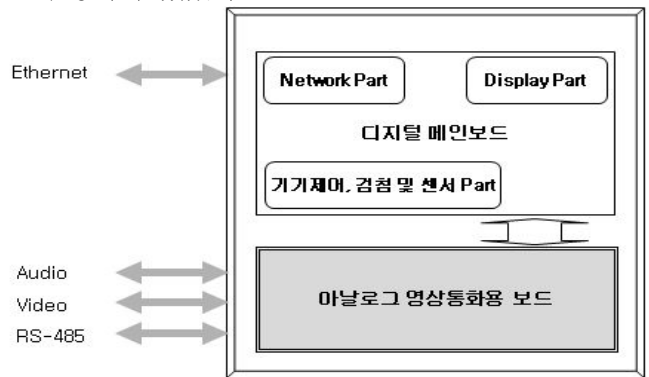 Ethernet
Network Part
Display Part
디지털 메인보드
기기제어, 검침 및 센서 Part
Audio
Video
RS-485
아날로그 영상통화용 보드